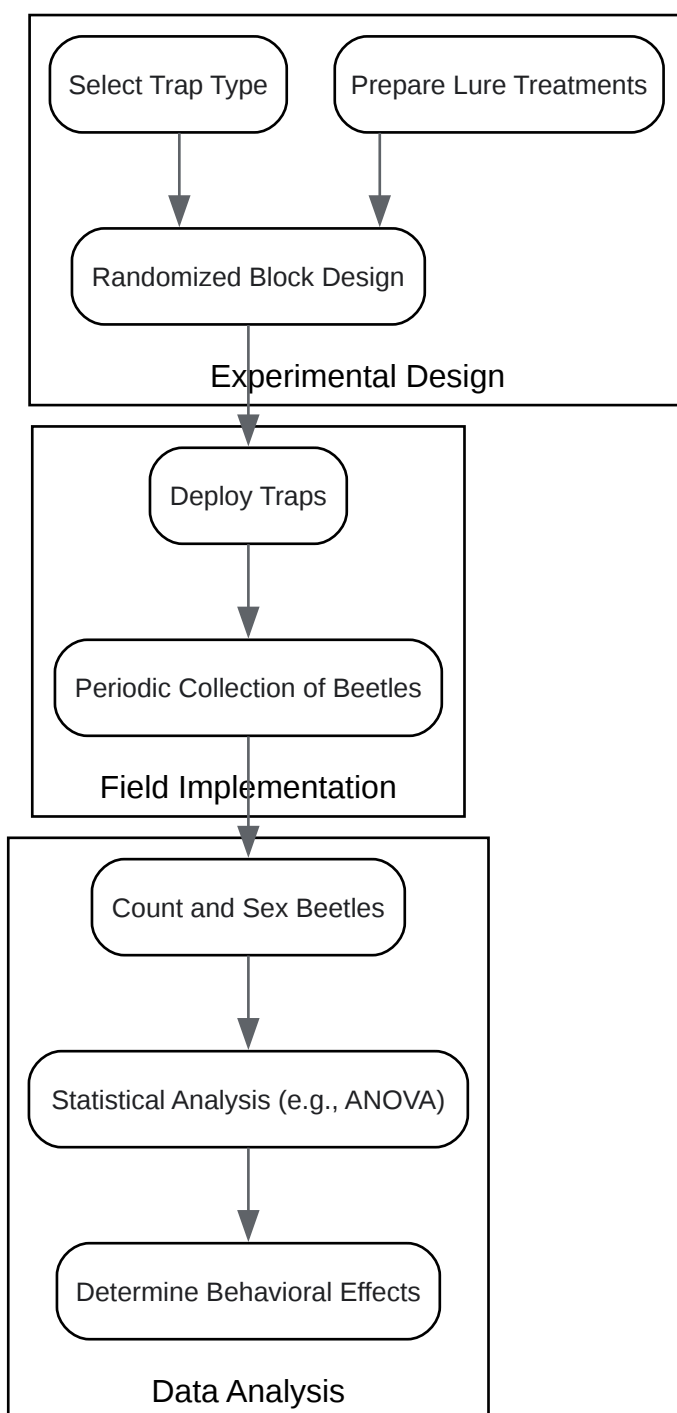 Select Trap Type
Prepare Lure Treatments
Randomized Block Design
Experimental Design
Deploy Traps
Periodic Collection of Beetles
Field Implementation
Count and Sex Beetles
Statistical Analysis (e.g., ANOVA)
Determine Behavioral Effects
Data Analysis